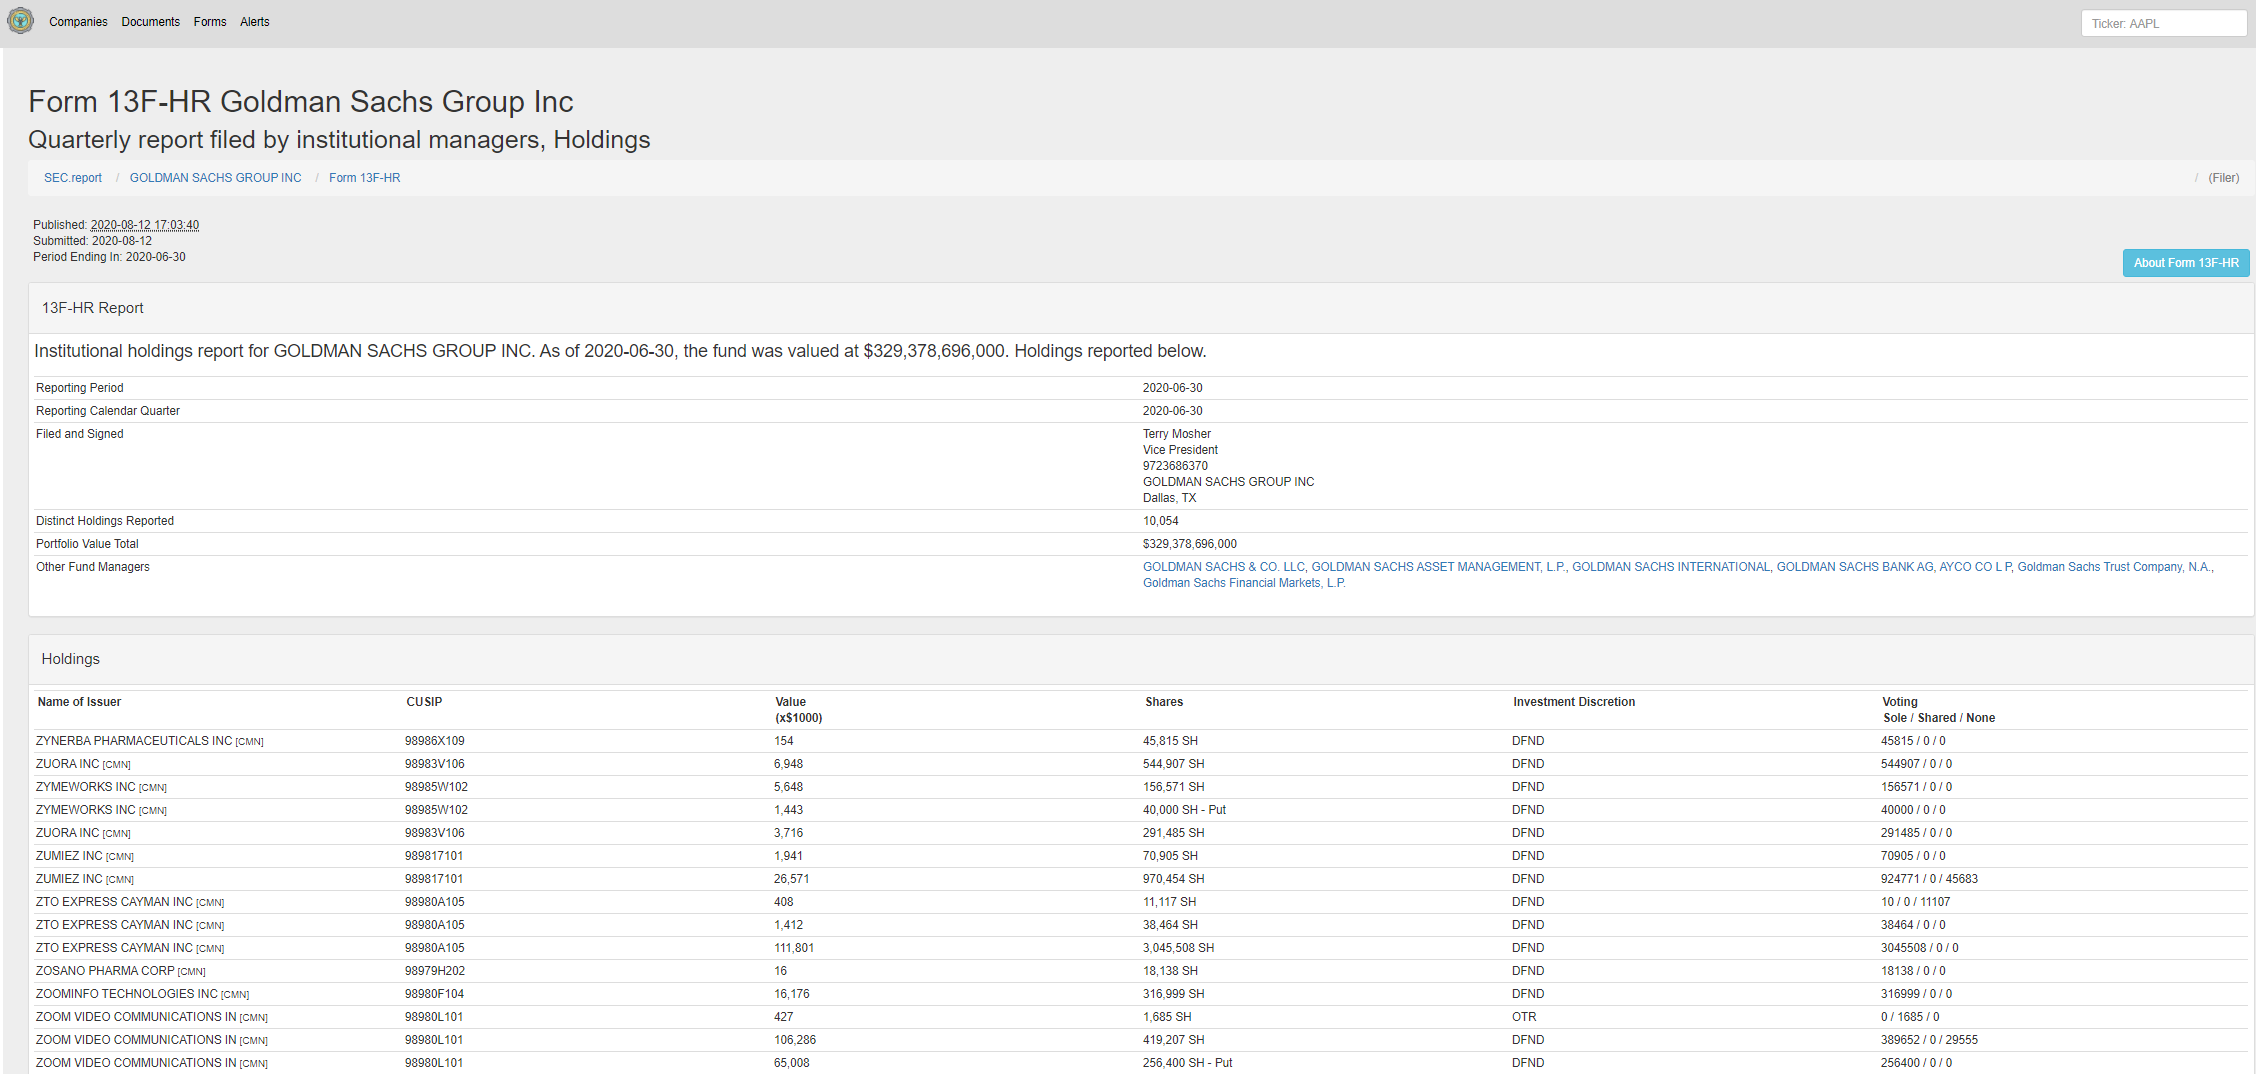 Companies Documents Forms Alerts Ticker: AAPL
Form 13F-HR Goldman Sachs Group Inc
Quarterly report filed by institutional managers, Holdings
SEC.report / GOLDMAN SACHS GROUP INC / Form 13F-HR / (Filer)
Published: 2020-08-12 17:03:40
Submitted: 2020-08-12
Period Ending In: 2020-06-30
About Form 13F-HR
13F-HR Report
Institutional holdings report for GOLDMAN SACHS GROUP INC. As of 2020-06-30, the fund was valued at $329,378,696,000. Holdings reported below.
Reporting Period 2020-06-30
Reporting Calendar Quarter 2020-06-30
Filed and Signed Terry Mosher
Vice President
9723686370
GOLDMAN SACHS GROUP INC
Dallas, TX
Distinct Holdings Reported 10,054
Portfolio Value Total $329,378,696,000
Other Fund Managers GOLDMAN SACHS & CO. LLC, GOLDMAN SACHS ASSET MANAGEMENT, L.P., GOLDMAN SACHS INTERNATIONAL, GOLDMAN SACHS BANK AG, AYCO CO L P, Goldman Sachs Trust Company, N.A.,
Goldman Sachs Financial Markets, L.P.
Holdings
Name of Issuer CUSIP Value Shares Investment Discretion Voting
(x$1000) Sole / Shared / None
ZYNERBA PHARMACEUTICALS INC [CMN] 98986X109 154 45,815 SH DFND 45815 / 0 / 0
ZUORA INC [CMN] 98983V106 6,948 544,907 SH DFND 544907 / 0 / 0
ZYMEWORKS INC [CMN] 98985W102 5,648 156,571 SH DFND 156571 / 0 / 0
ZYMEWORKS INC [CMN] 98985W102 1,443 40,000 SH - Put DFND 40000 / 0 / 0
ZUORA INC [CMN] 98983V106 3,716 291,485 SH DFND 291485 / 0 / 0
ZUMIEZ INC [CMN] 989817101 1,941 70,905 SH DFND 70905 / 0 / 0
ZUMIEZ INC [CMN] 989817101 26,571 970,454 SH DFND 924771 / 0 / 45683
ZTO EXPRESS CAYMAN INC [CMN] 98980A105 408 11,117 SH DFND 10 / 0 / 11107
ZTO EXPRESS CAYMAN INC [CMN] 98980A105 1,412 38,464 SH DFND 38464 / 0 / 0
ZTO EXPRESS CAYMAN INC [CMN] 98980A105 111,801 3,045,508 SH DFND 3045508 / 0 / 0
ZOSANO PHARMA CORP [CMN] 98979H202 16 18,138 SH DFND 18138 / 0 / 0
ZOOMINFO TECHNOLOGIES INC [CMN] 98980F104 16,176 316,999 SH DFND 316999 / 0 / 0
ZOOM VIDEO COMMUNICATIONS IN [CMN] 98980L101 427 1,685 SH OTR 0 / 1685 / 0
ZOOM VIDEO COMMUNICATIONS IN [CMN] 98980L101 106,286 419,207 SH DFND 389652 / 0 / 29555
ZOOM VIDEO COMMUNICATIONS IN [CMN] 98980L101 65,008 256,400 SH - Put DFND 256400 / 0 / 0